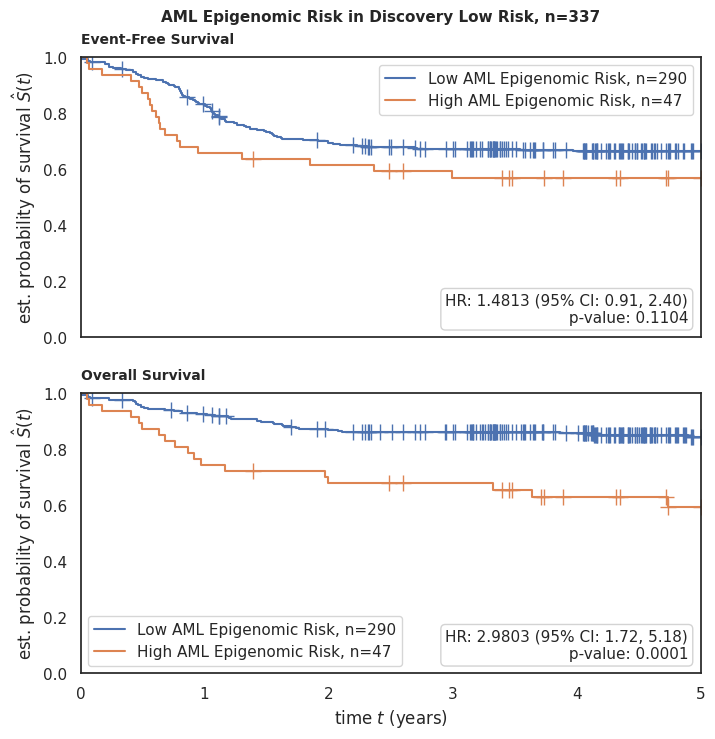 AML Epigenomic Risk in Discovery Low Risk, n=337
Event-Free Survival
est. probability of survival Ŝ(t)
1.0
0.8
0.6
0.4
0.2
0.0
Low AML Epigenomic Risk, n=290
High AML Epigenomic Risk, n=47
HR: 1.4813 (95% CI: 0.91, 2.40)
p-value: 0.1104
Overall Survival
est. probability of survival Ŝ(t)
1.0
0.8
0.6
0.4
0.2
0.0
Low AML Epigenomic Risk, n=290
High AML Epigenomic Risk, n=47
HR: 2.9803 (95% CI: 1.72, 5.18)
p-value: 0.0001
0 1 2 3 4 5
time t (years)